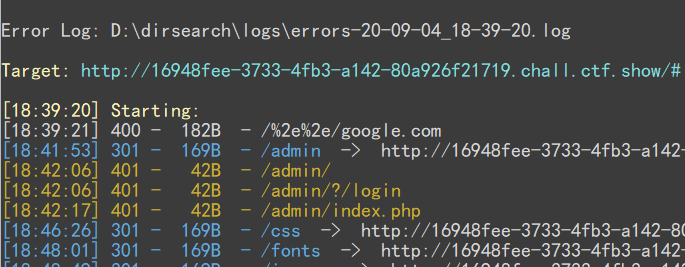 Error Log: D:\dirsearch\logs\errors-20-09-04_18-39-20.log
Target: http://16948fee-3733-4fb3-a142-80a926f21719.chall.ctf.show/#
[18:39:20] Starting:
[18:39:21] 400 -  182B  - /%2e%2e/google.com
[18:41:53] 301 -  169B  - /admin  ->  http://16948fee-3733-4fb3-a142-
[18:42:06] 401 -   42B  - /admin/
[18:42:06] 401 -   42B  - /admin/?/login
[18:42:17] 401 -   42B  - /admin/index.php
[18:46:26] 301 -  169B  - /css  ->  http://16948fee-3733-4fb3-a142-80
[18:48:01] 301 -  169B  - /fonts  ->  http://16948fee-3733-4fb3-a142-